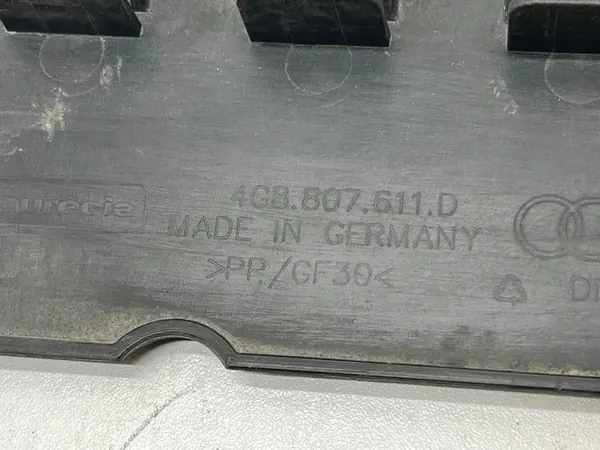 4G8.807.611.D
MADE IN GERMANY
>PP/GF30<